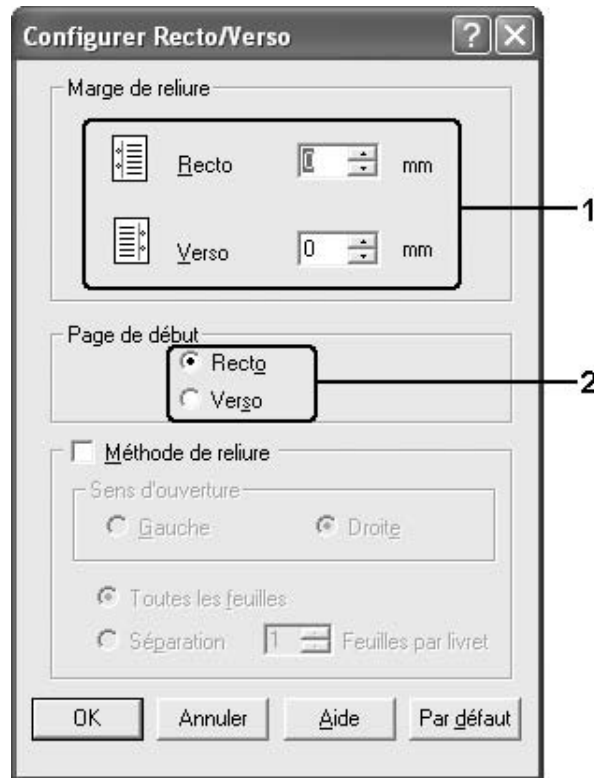 Configurer Recto/Verso
Marge de reliure
Recto 0 mm
1
Verso 0 mm
Page de début
Recto
2
Verso
Méthode de reliure
Sens d'ouverture
Gauche Droite
Toutes les feuilles
Séparation 1 Feuilles par livret
OK Annuler Aide Par défaut